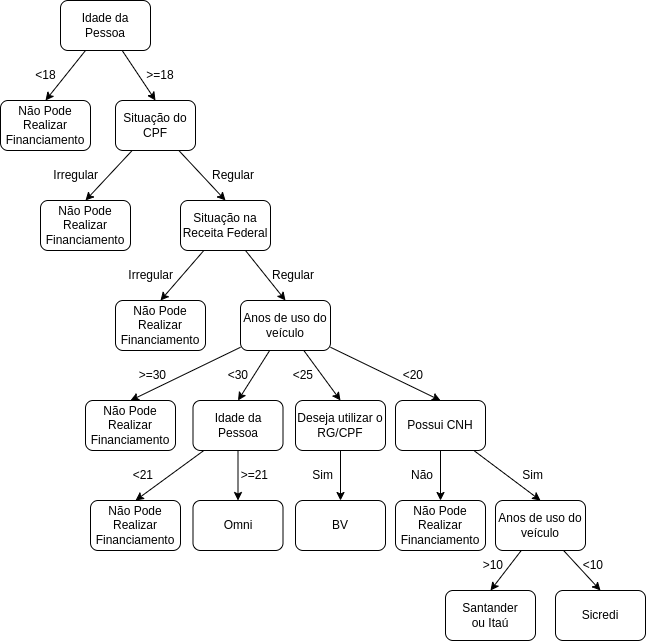 Idade da
Pessoa
<18
>=18
Não Pode
Realizar
Financiamento
Situação do
CPF
Irregular
Regular
Não Pode
Realizar
Financiamento
Situação na
Receita Federal
Irregular
Regular
Não Pode
Realizar
Financiamento
Anos de uso do
veículo
>=30
<30
<25
<20
Não Pode
Realizar
Financiamento
Idade da
Pessoa
Deseja utilizar o
RG/CPF
Possui CNH
<21
>=21
Sim
Não
Sim
Não Pode
Realizar
Financiamento
Omni
BV
Não Pode
Realizar
Financiamento
Anos de uso do
veículo
>10
<10
Santander
ou Itaú
Sicredi